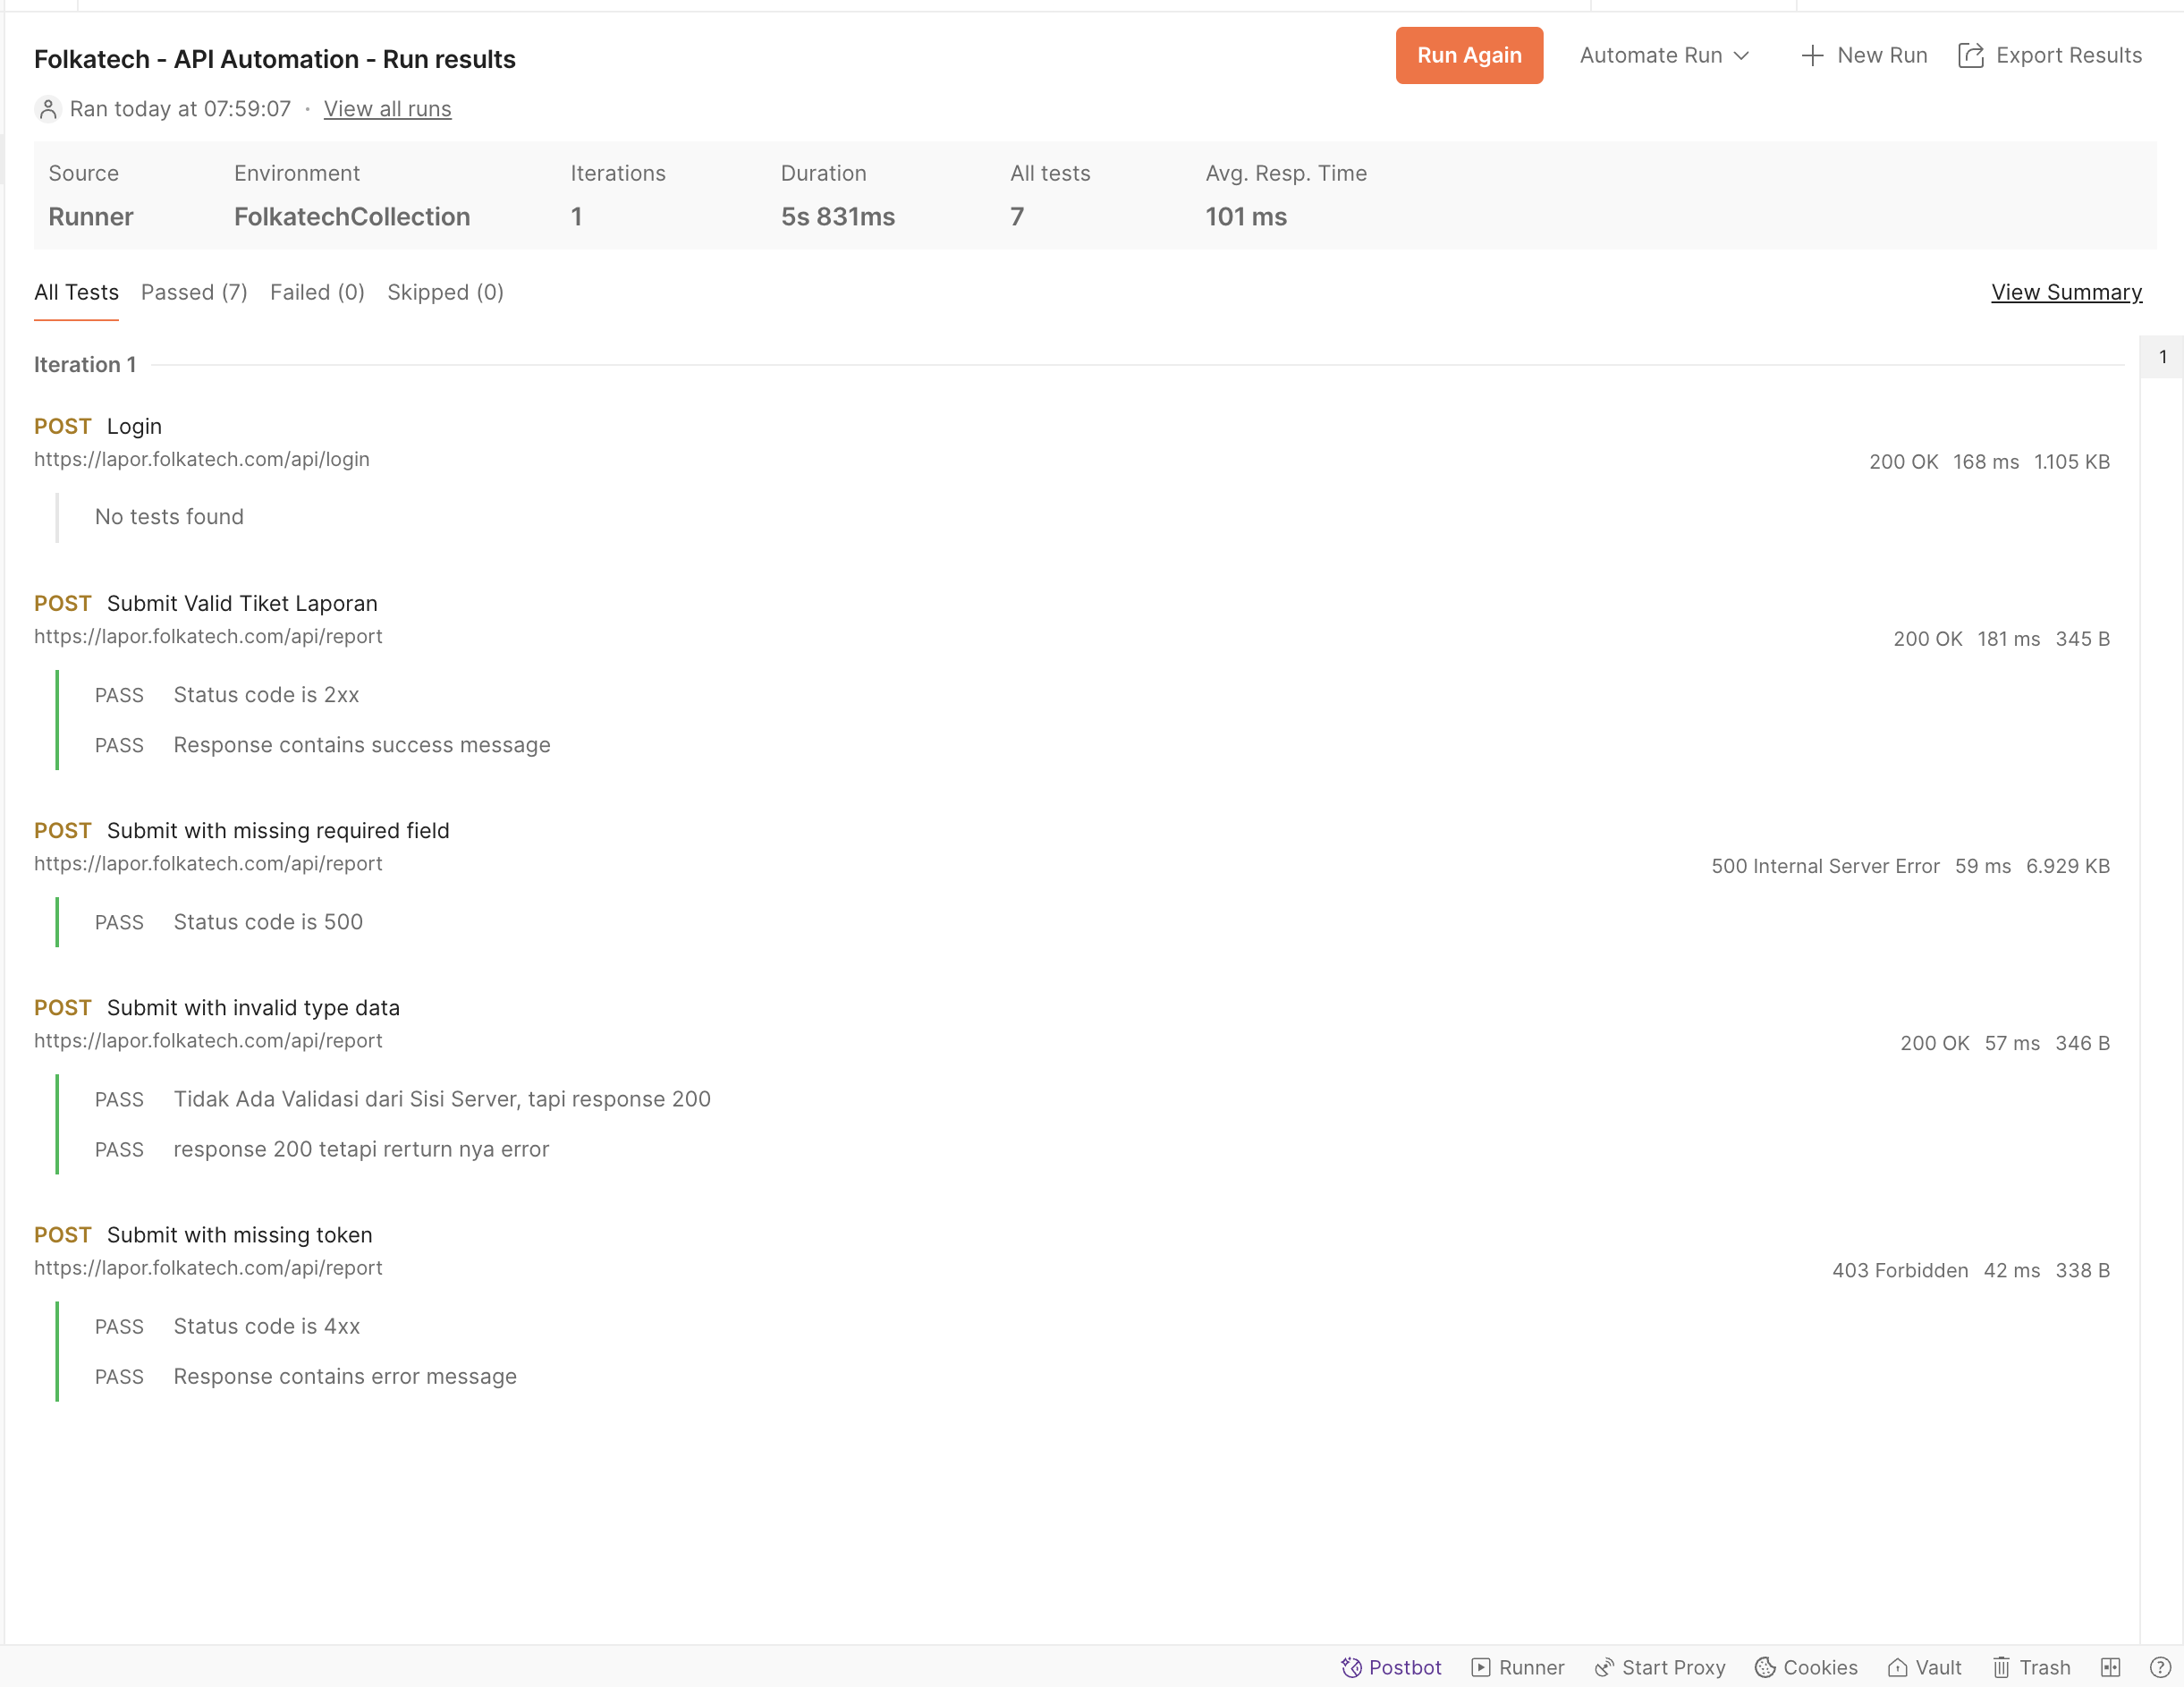 Folkatech - API Automation - Run results
Run Again
Automate Run
New Run
Export Results
Ran today at 07:59:07 · View all runs
Source Environment Iterations Duration All tests Avg. Resp. Time
Runner FolkatechCollection 1 5s 831ms 7 101 ms
All Tests Passed (7) Failed (0) Skipped (0) View Summary
Iteration 1
1
POST Login
https://lapor.folkatech.com/api/login
200 OK 168 ms 1.105 KB
No tests found
POST Submit Valid Tiket Laporan
https://lapor.folkatech.com/api/report
200 OK 181 ms 345 B
PASS Status code is 2xx
PASS Response contains success message
POST Submit with missing required field
https://lapor.folkatech.com/api/report
500 Internal Server Error 59 ms 6.929 KB
PASS Status code is 500
POST Submit with invalid type data
https://lapor.folkatech.com/api/report
200 OK 57 ms 346 B
PASS Tidak Ada Validasi dari Sisi Server, tapi response 200
PASS response 200 tetapi rerturn nya error
POST Submit with missing token
https://lapor.folkatech.com/api/report
403 Forbidden 42 ms 338 B
PASS Status code is 4xx
PASS Response contains error message
Postbot Runner Start Proxy Cookies Vault Trash ?